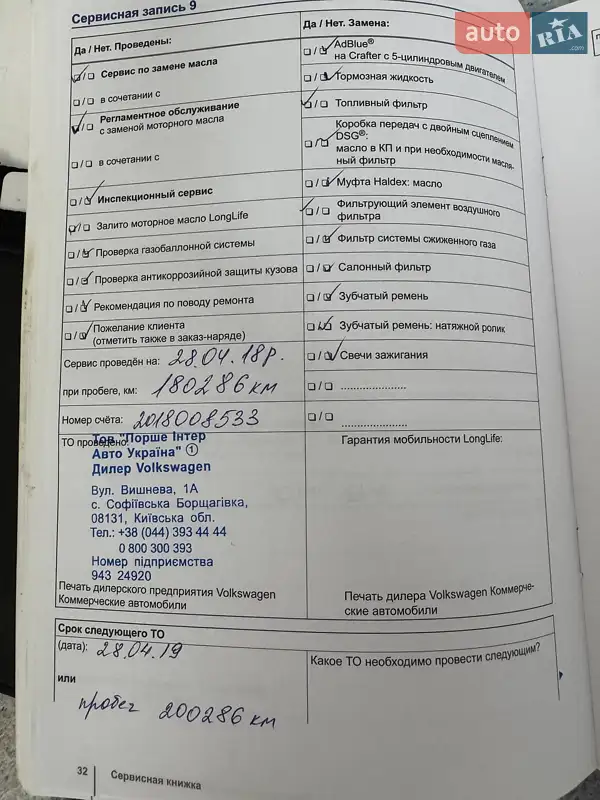 Сервисная запись 9
Да / Нет. Проведены:
Сервис по замене масла
в сочетании с
Регламентное обслуживание
с заменой моторного масла
в сочетании с
Инспекционный сервис
Залито моторное масло LongLife
Проверка газобаллонной системы
Проверка антикоррозийной защиты кузова
Рекомендация по поводу ремонта
Пожелание клиента
(отметить также в заказ-наряде)
Сервис проведён на: 28.04.18р.
при пробеге, км: 180286 км
Номер счёта: 2018008533
ТО проведено:
Тов "Порше Інтер
Авто Україна" ①
Дилер Volkswagen
Вул. Вишнева, 1А
с. Софіївська Борщагівка,
08131, Київська обл.
Тел.: +38 (044) 393 44 44
0 800 300 393
Номер підприємства
943 24920
Печать дилерского предприятия Volkswagen
Коммерческие автомобили
Да / Нет. Замена:
AdBlue®
на Crafter с 5-цилиндровым двигателем
Тормозная жидкость
Топливный фильтр
Коробка передач с двойным сцеплением
DSG®:
масло в КП и при необходимости масля-
ный фильтр
Муфта Haldex: масло
Фильтрующий элемент воздушного
фильтра
Фильтр системы сжиженного газа
Салонный фильтр
Зубчатый ремень
Зубчатый ремень: натяжной ролик
Свечи зажигания
.....................
.....................
Гарантия мобильности LongLife:
Печать дилера Volkswagen Коммерче-
ские автомобили
Срок следующего ТО
(дата): 28.04.19
или
пробег 200286 км
Какое ТО необходимо провести следующим?
32
Сервисная книжка
auto RIA.com